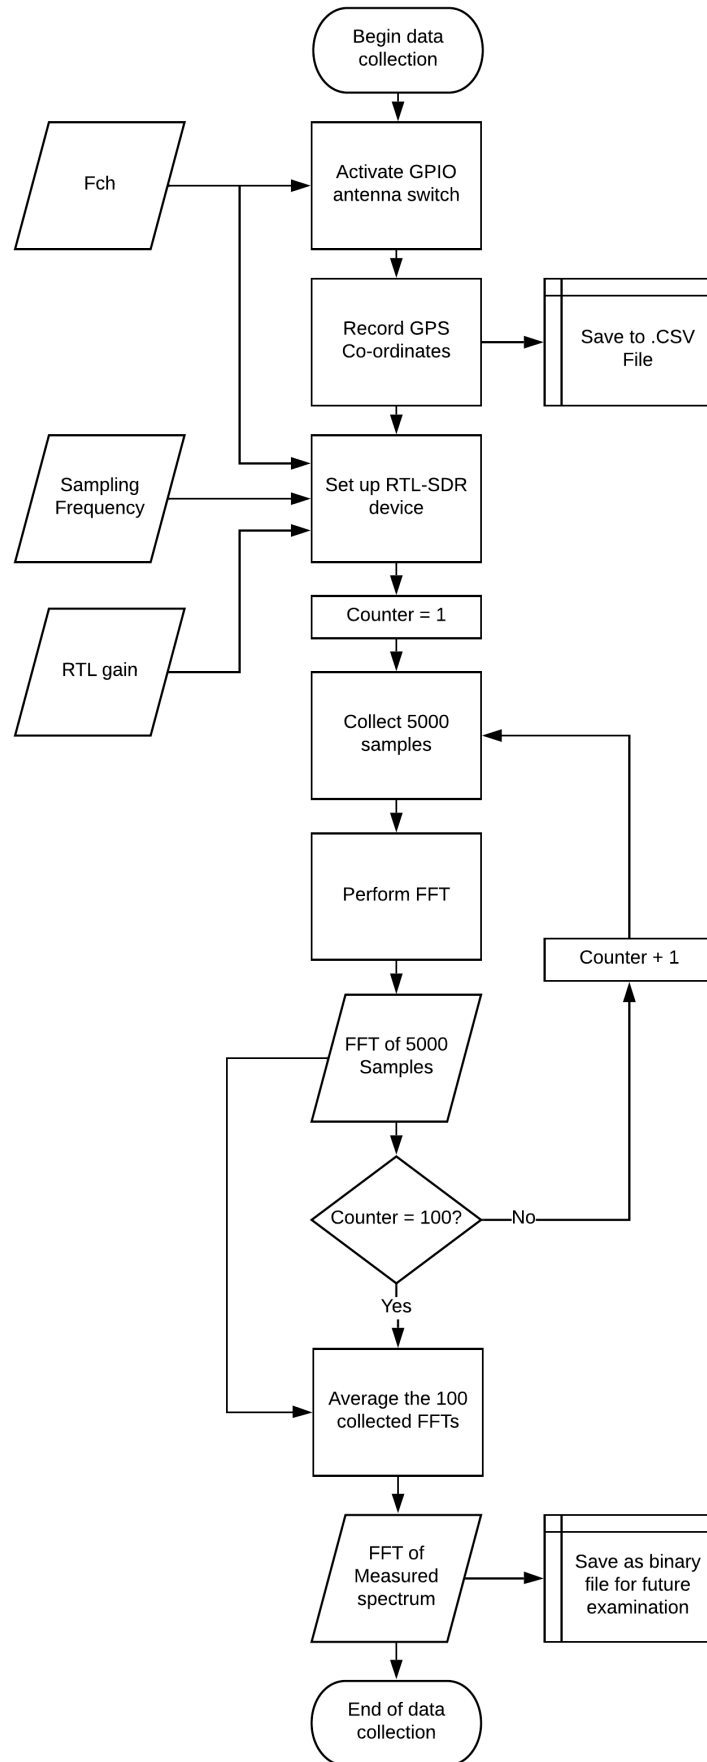 Begin data
collection
Fch
Activate GPIO
antenna switch
Record GPS
Co-ordinates
Save to .CSV
File
Sampling
Frequency
Set up RTL-SDR
device
Counter = 1
RTL gain
Collect 5000
samples
Perform FFT
Counter + 1
FFT of 5000
Samples
Counter = 100?
No
Yes
Average the 100
collected FFTs
FFT of
Measured
spectrum
Save as binary
file for future
examination
End of data
collection